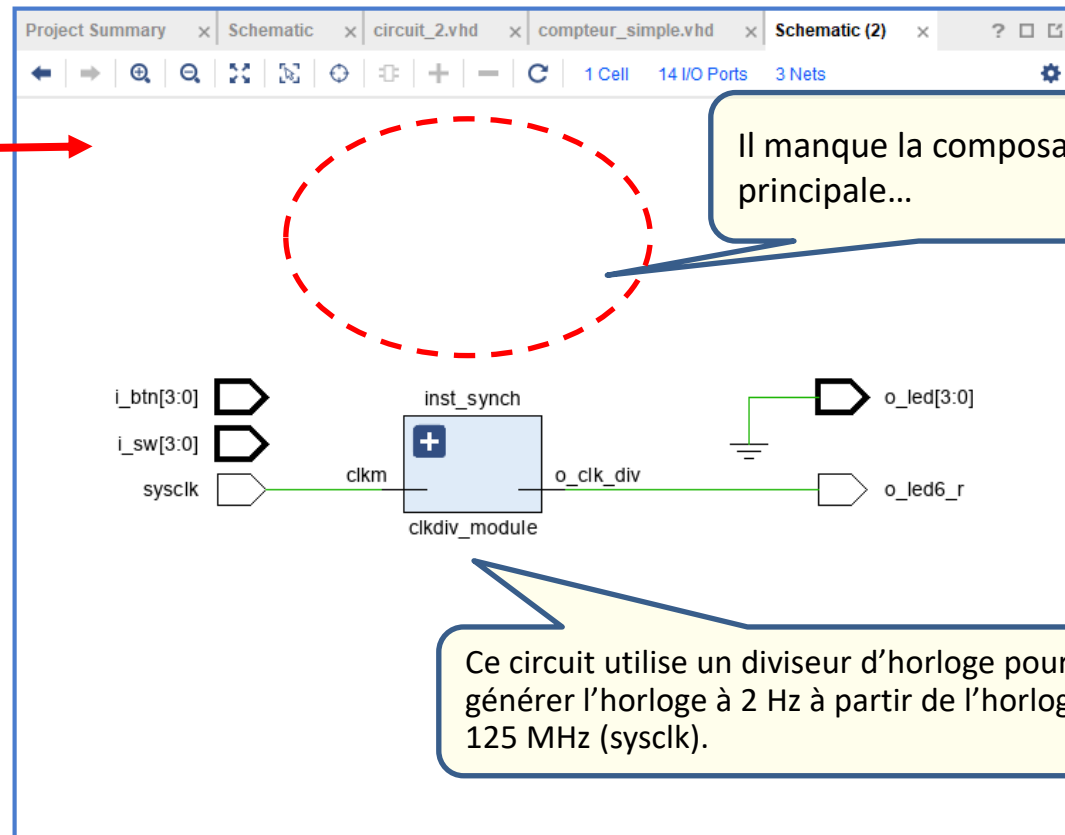 Project Summary × Schematic × circuit_2.vhd × compteur_simple.vhd × Schematic (2) × ?
1 Cell 14 I/O Ports 3 Nets
Il manque la
principale…
i_btn[3:0]
i_sw[3:0]
sysclk
clkm
inst_synch
clkdiv_module
o_clk_div
o_led[3:0]
o_led6_r
Ce circuit utilise un diviseur d’horloge pour
générer l’horloge à 2 Hz à partir de
125 MHz (sysclk).